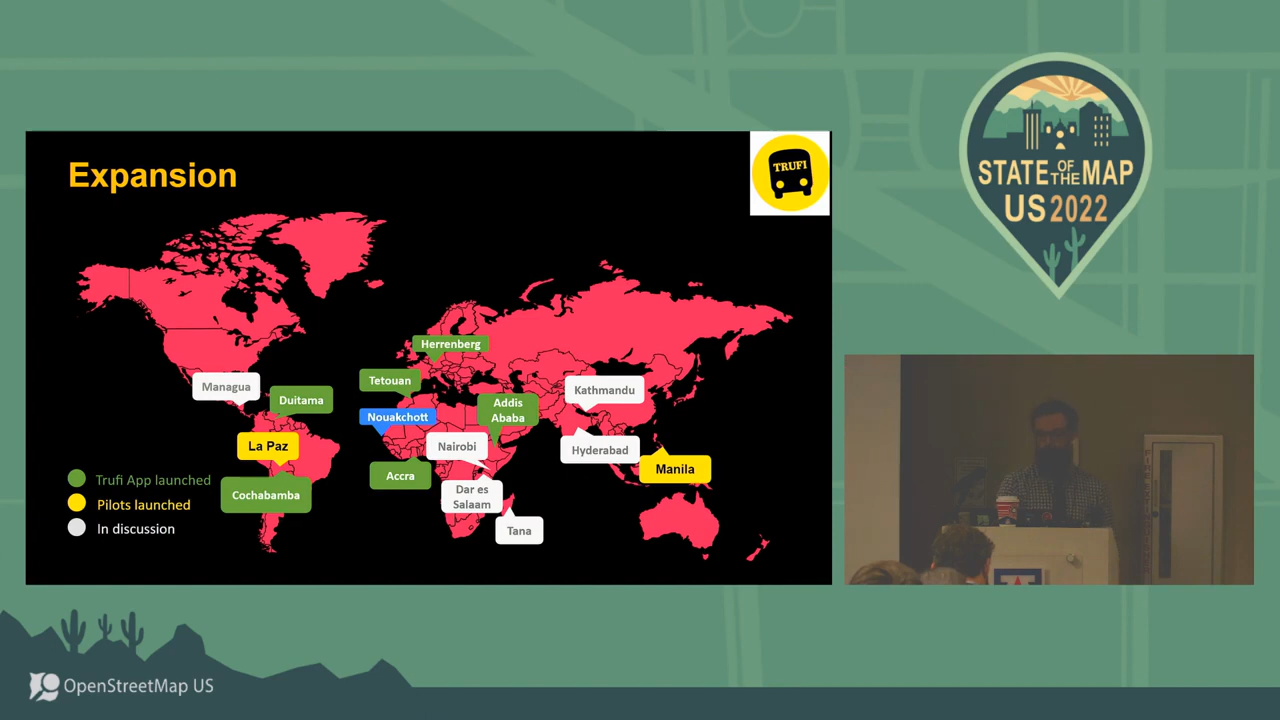 Expansion
TRUFI
Herrenberg
Tetouan
Kathmandu
Managua
Duitama
Addis
Ababa
Nouakchott
La Paz
Nairobi
Hyderabad
Manila
Accra
Dar es
Salaam
Cochabamba
Tana
Trufi App launched
Pilots launched
In discussion
STATE OF THE MAP
US 2022
OpenStreetMap US